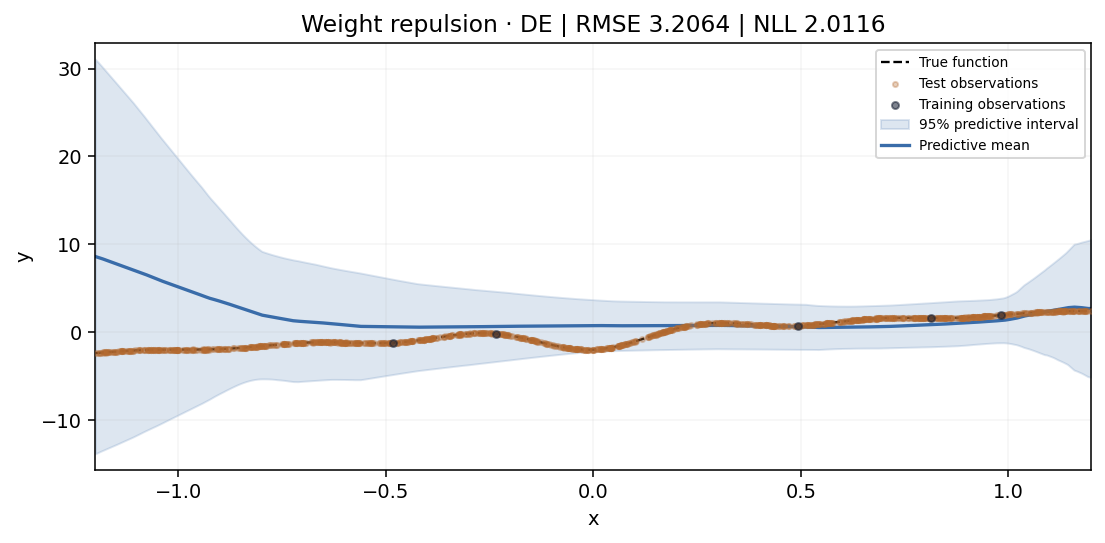 Weight repulsion · DE | RMSE 3.2064 | NLL 2.0116
True function
Test observations
Training observations
95% predictive interval
Predictive mean
30
20
10
0
−10
y
−1.0
−0.5
0.0
0.5
1.0
x